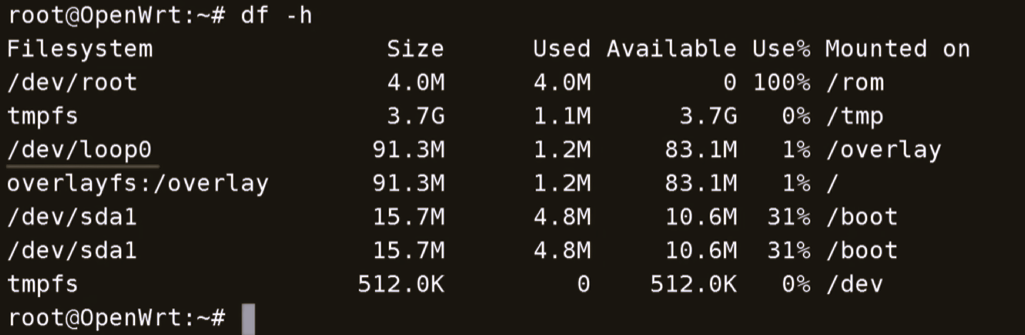 root@OpenWrt:~# df -h
Filesystem Size Used Available Use% Mounted on
/dev/root 4.0M 4.0M 0 100% /rom
tmpfs 3.7G 1.1M 3.7G 0% /tmp
/dev/loop0 91.3M 1.2M 83.1M 1% /overlay
overlayfs:/overlay 91.3M 1.2M 83.1M 1% /
/dev/sda1 15.7M 4.8M 10.6M 31% /boot
/dev/sda1 15.7M 4.8M 10.6M 31% /boot
tmpfs 512.0K 0 512.0K 0% /dev
root@OpenWrt:~#